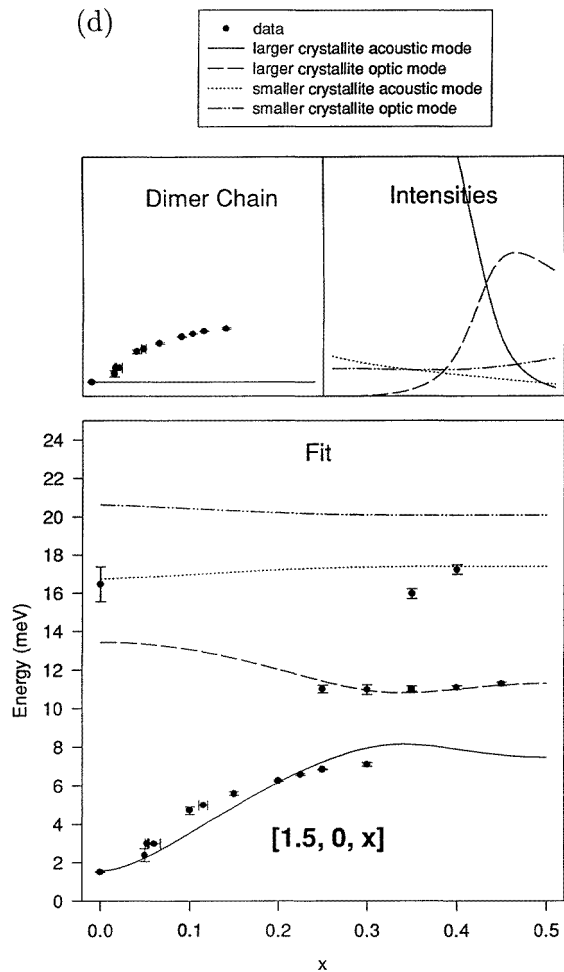 (d)
data
larger crystallite acoustic mode
larger crystallite optic mode
smaller crystallite acoustic mode
smaller crystallite optic mode
Dimer Chain
Intensities
Fit
24
22
20
18
16
14
12
10
8
6
4
2
0
Energy (meV)
[1.5, 0, x]
0.0 0.1 0.2 0.3 0.4 0.5
x